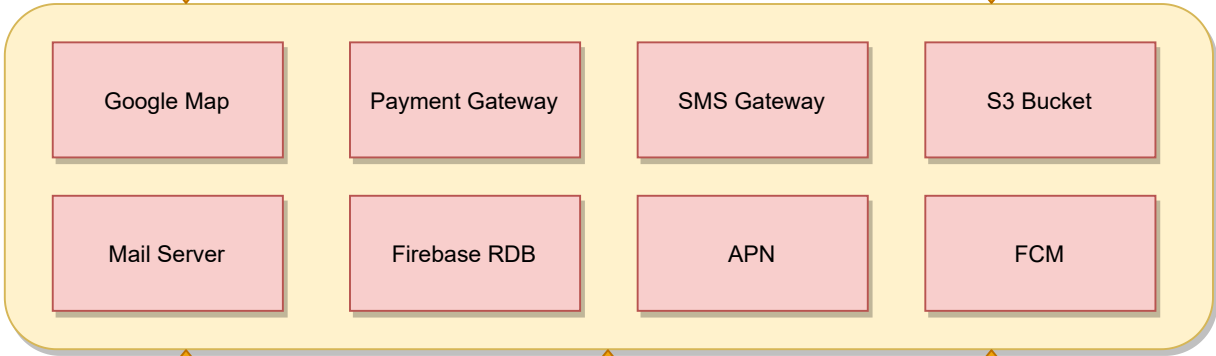 Google Map
Payment Gateway
SMS Gateway
S3 Bucket
Mail Server
Firebase RDB
APN
FCM